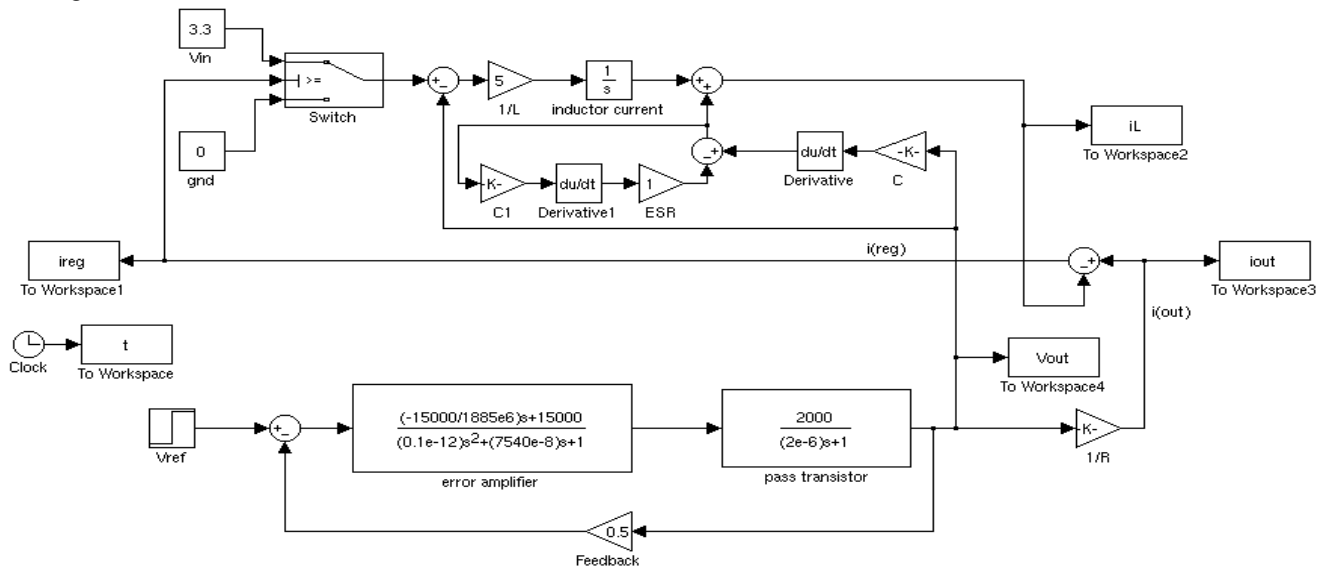 3.3
Vin
>=
Switch
0
gnd
+
-
5
1/L
1
s
inductor current
+
+
-K-
C1
du/dt
Derivative1
1
ESR
-
+
du/dt
Derivative
-K-
C
iL
To Workspace2
ireg
To Workspace1
i(reg)
-
+
iout
To Workspace3
i(out)
Clock
t
To Workspace
Vout
To Workspace4
Vref
+
-
(-15000/1885e6)s+15000
(0.1e-12)s2+(7540e-8)s+1
error amplifier
2000
(2e-6)s+1
pass transistor
-K-
1/R
0.5
Feedback